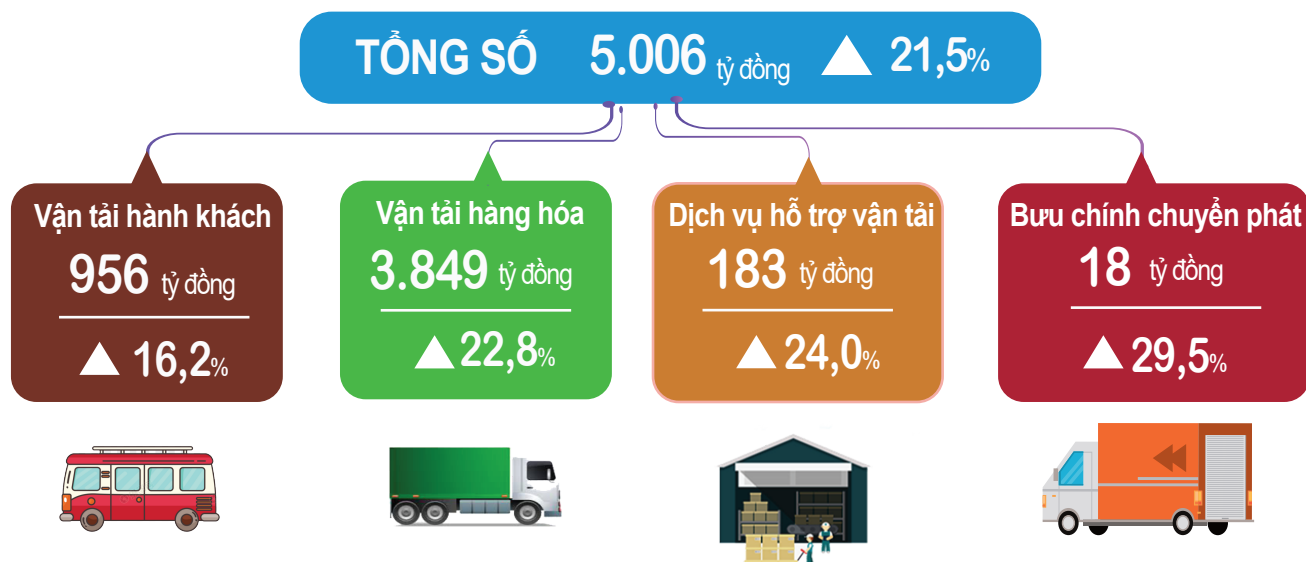 TỔNG SỐ 5.006 tỷ đồng 21,5%
Vận tải hành khách
956 tỷ đồng
16,2%
Vận tải hàng hóa
3.849 tỷ đồng
22,8%
Dịch vụ hỗ trợ vận tải
183 tỷ đồng
24,0%
Bưu chính chuyển phát
18 tỷ đồng
29,5%